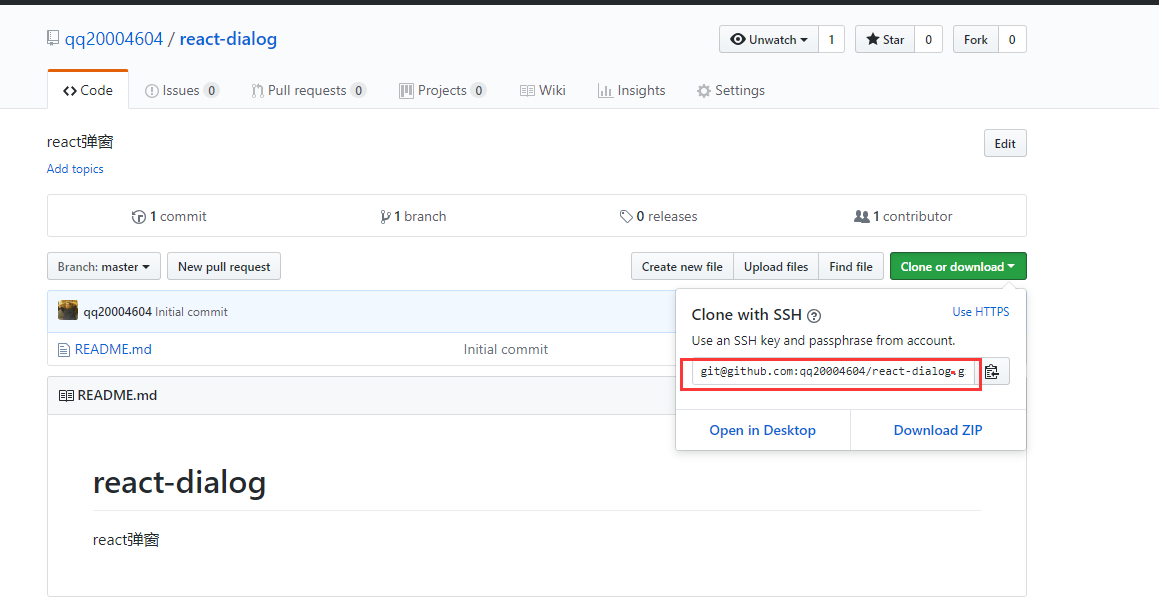 qq20004604 / react-dialog
Unwatch 1 Star 0 Fork 0
Code Issues 0 Pull requests 0 Projects 0 Wiki Insights Settings
react弹窗
Edit
Add topics
1 commit 1 branch 0 releases 1 contributor
Branch: master New pull request Create new file Upload files Find file Clone or download
qq20004604 Initial commit
README.md Initial commit
Clone with SSH ? Use HTTPS
Use an SSH key and passphrase from account.
git@github.com:qq20004604/react-dialog.g
Open in Desktop Download ZIP
README.md
react-dialog
react弹窗